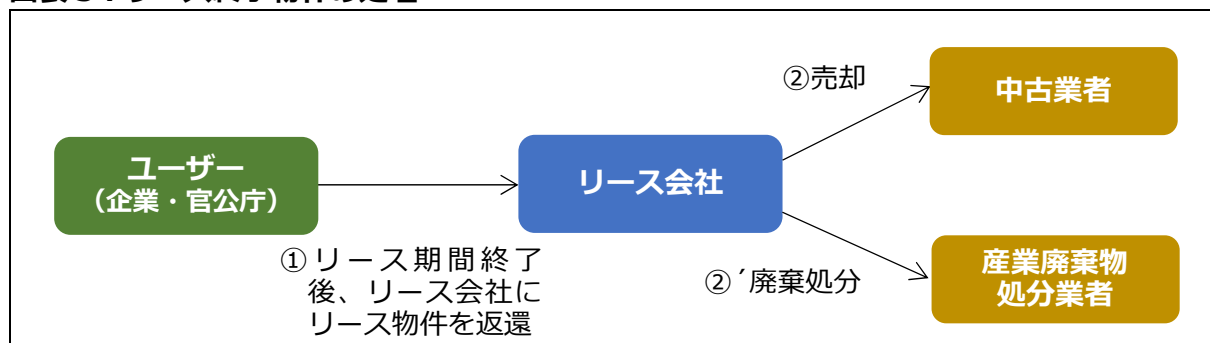 ②売却
中古業者
ユーザー
（企業・官公庁）
リース会社
①リース期間終了
後、リース会社に
リース物件を返還
②´廃棄処分
産業廃棄物
処分業者